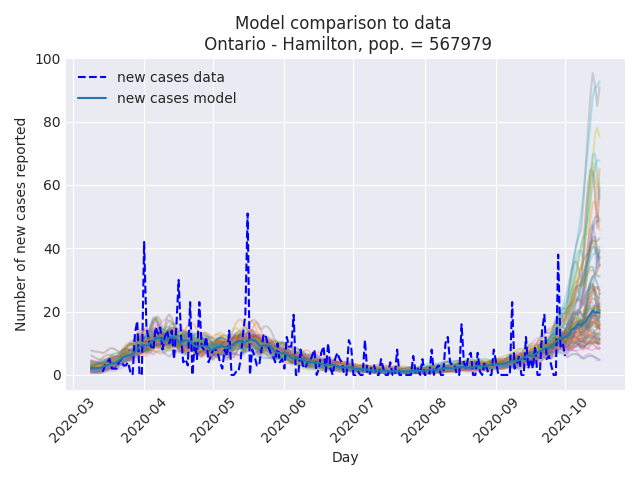 Model comparison to data
Ontario - Hamilton, pop. = 567979
new cases data
new cases model
Number of new cases reported
100
80
60
40
20
0
2020-03
2020-04
2020-05
2020-06
2020-07
2020-08
2020-09
2020-10
Day